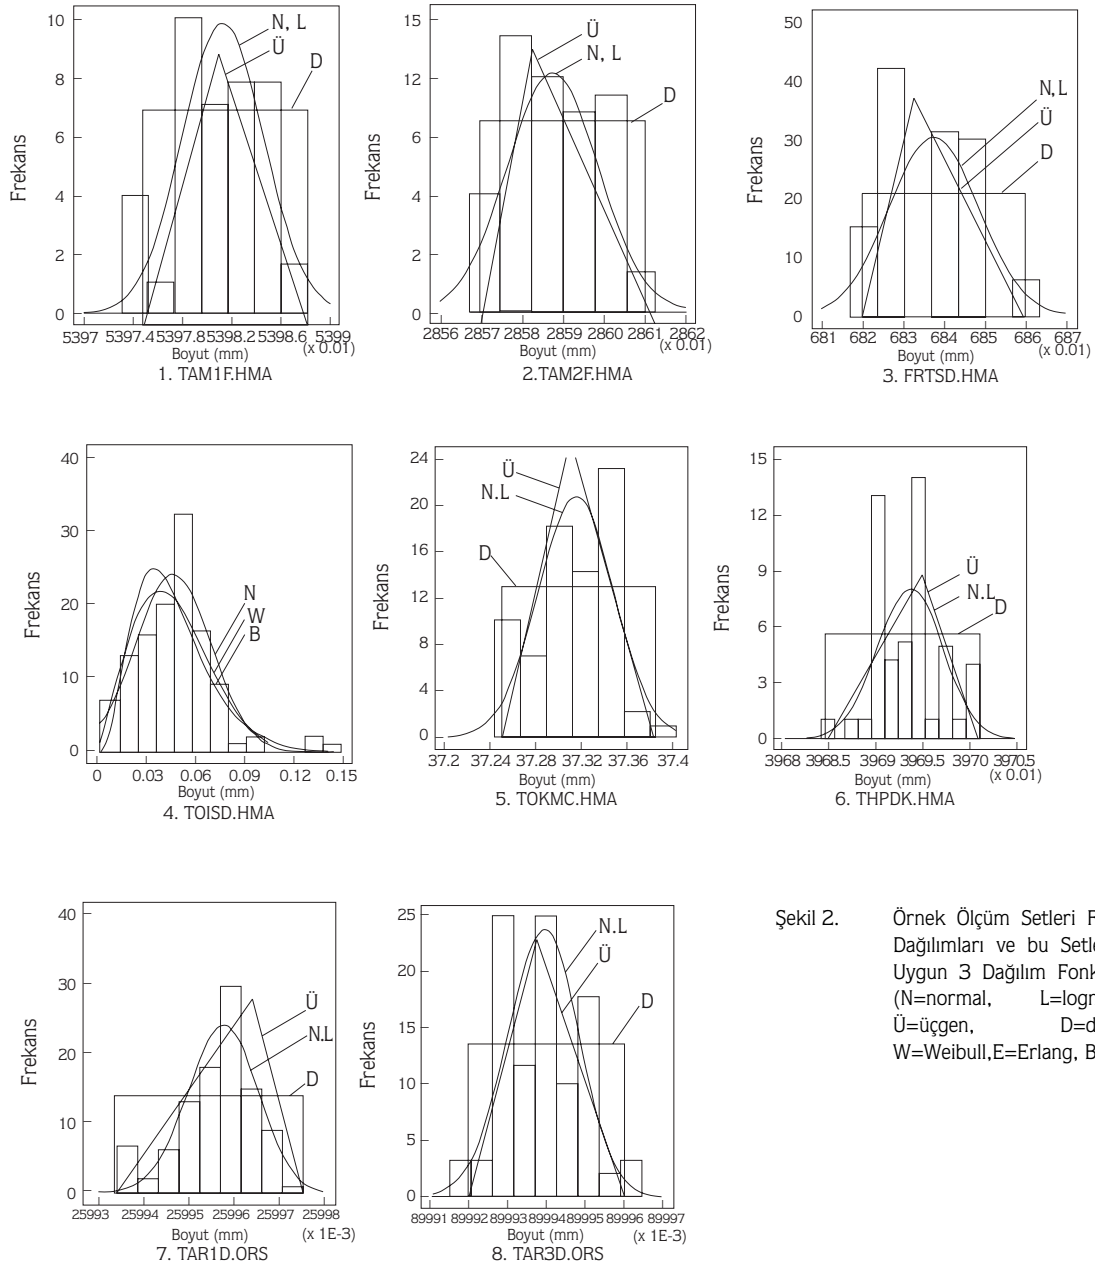 10
8
6
4
2
0
Frekans
N, L
Ü
D
5397
5397.4
5397.8
5398.2
5398.6
5399
Boyut (mm)
(x 0.01)
1. TAM1F.HMA
15
12
6
4
2
0
Frekans
Ü
N, L
D
2856
2857
2858
2859
2860
2861
2862
Boyut (mm)
(x 0.01)
2.TAM2F.HMA
50
40
30
20
10
0
Frekans
N,L
Ü
D
681
682
683
684
685
686
687
Boyut (mm)
(x 0.01)
3. FRTSD.HMA
40
30
20
10
0
Frekans
N
W
B
0
0.03
0.06
0.09
0.12
0.15
Boyut (mm)
4. TOISD.HMA
24
20
16
12
8
4
0
Frekans
Ü
N.L
D
37.2
37.24
37.28
37.32
37.36
37.4
Boyut (mm)
5. TOKMC.HMA
15
12
9
6
3
0
Frekans
Ü
N.L
D
3968
3968.5
3969
3969.5
3970
3970.5
Boyut (mm)
(x 0.01)
6. THPDK.HMA
40
30
20
10
0
Frekans
Ü
N.L
D
25993
25994
25995
25996
25997
25998
Boyut (mm)
(x 1E-3)
7. TAR1D.ORS
25
20
15
10
5
0
Frekans
N.L
Ü
D
89991
89992
89993
89994
89995
89996
89997
Boyut (mm)
(x 1E-3)
8. TAR3D.ORS
Şekil 2. Örnek Ölçüm Setleri F
Dağılımları ve bu Setle
Uygun 3 Dağılım Fonk
(N=normal, L=logn
Ü=üçgen, D=d
W=Weibull,E=Erlang, B